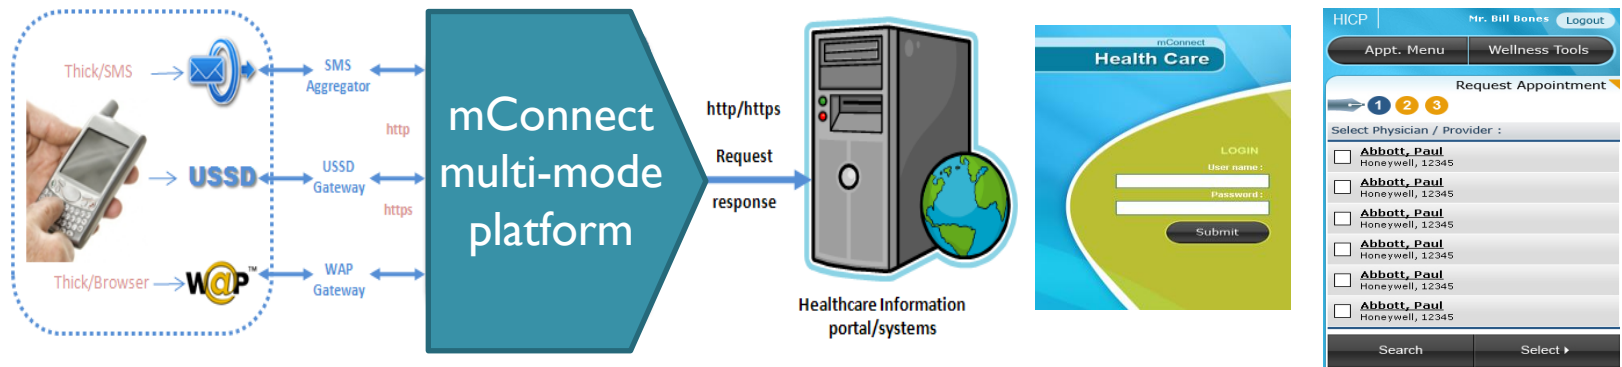 Thick/SMS
SMS
Aggregator
http
USSD
USSD
Gateway
https
Thick/Browser
W@P™
WAP
Gateway
mConnect
multi-mode
platform
http/https
Request
response
Healthcare Information
portal/systems
mConnect
Health Care
LOGIN
User name :
Password :
Submit
HICP
Mr. Bill Bones
Logout
Appt. Menu
Wellness Tools
Request Appointment
1 2 3
Select Physician / Provider :
Abbott, Paul
Honeywell, 12345
Abbott, Paul
Honeywell, 12345
Abbott, Paul
Honeywell, 12345
Abbott, Paul
Honeywell, 12345
Abbott, Paul
Honeywell, 12345
Abbott, Paul
Honeywell, 12345
Search
Select